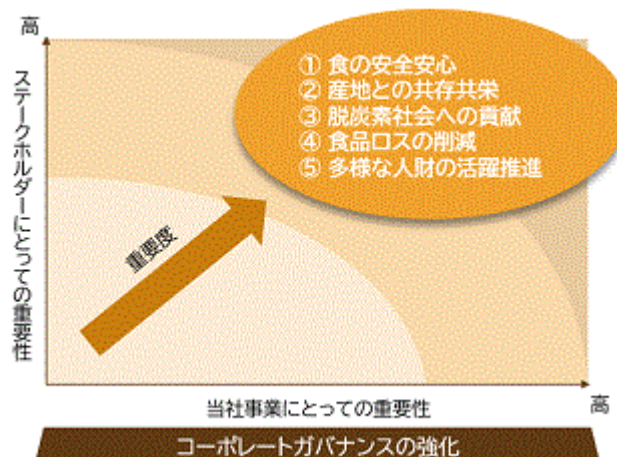 高
ステークホルダーにとっての重要性
① 食の安全安心
② 産地との共存共栄
③ 脱炭素社会への貢献
④ 食品ロスの削減
⑤ 多様な人財の活躍推進
重要度
当社事業にとっての重要性
高
コーポレートガバナンスの強化